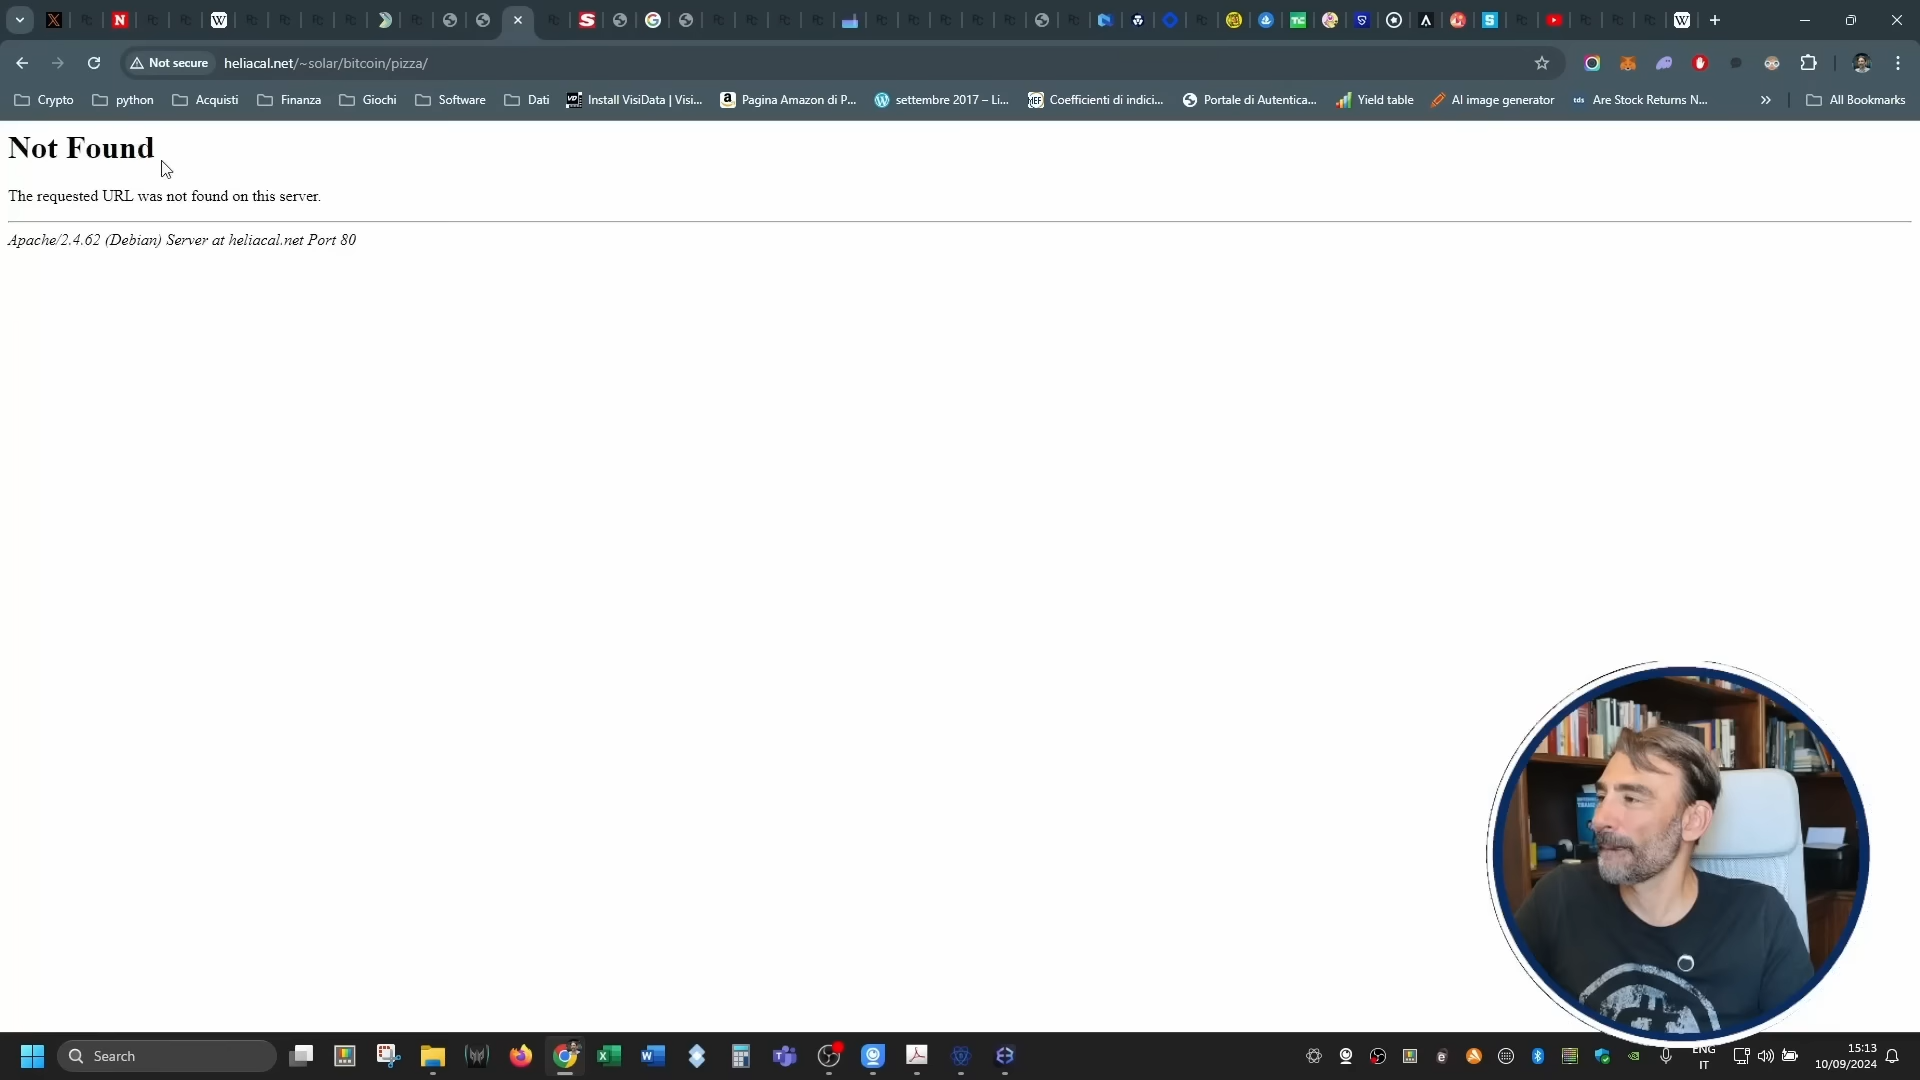 Not secure
heliacal.net/~solar/bitcoin/pizza/
Crypto
python
Acquisti
Finanza
Giochi
Software
Dati
Install VisiData | Visi...
Pagina Amazon di P...
settembre 2017 – Li...
Coefficienti di indici...
Portale di Autentica...
Yield table
AI image generator
Are Stock Returns N...
All Bookmarks
Not Found
The requested URL was not found on this server.
Apache/2.4.62 (Debian) Server at heliacal.net Port 80
Search
ENG
IT
15:13
10/09/2024